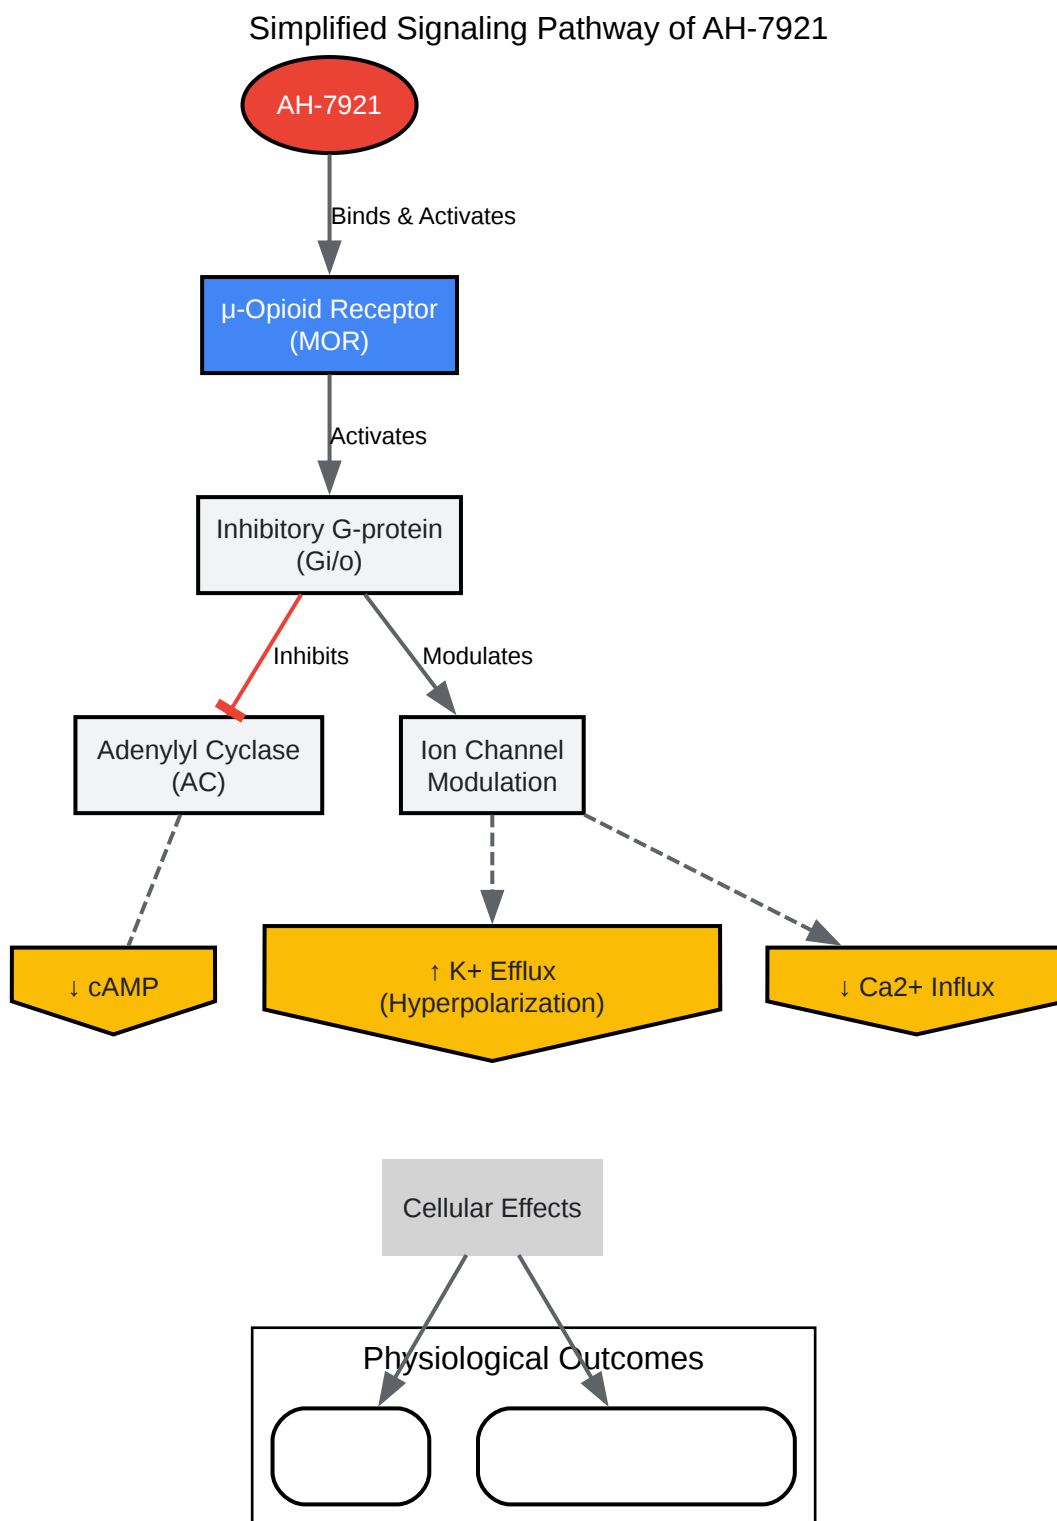 Simplified Signaling Pathway of AH-7921
AH-7921
Binds & Activates
μ-Opioid Receptor
(MOR)
Activates
Inhibitory G-protein
(Gi/o)
Inhibits
Modulates
Adenylyl Cyclase
(AC)
Ion Channel
Modulation
↓ cAMP
↑ K+ Efflux
(Hyperpolarization)
↓ Ca2+ Influx
Cellular Effects
Physiological Outcomes